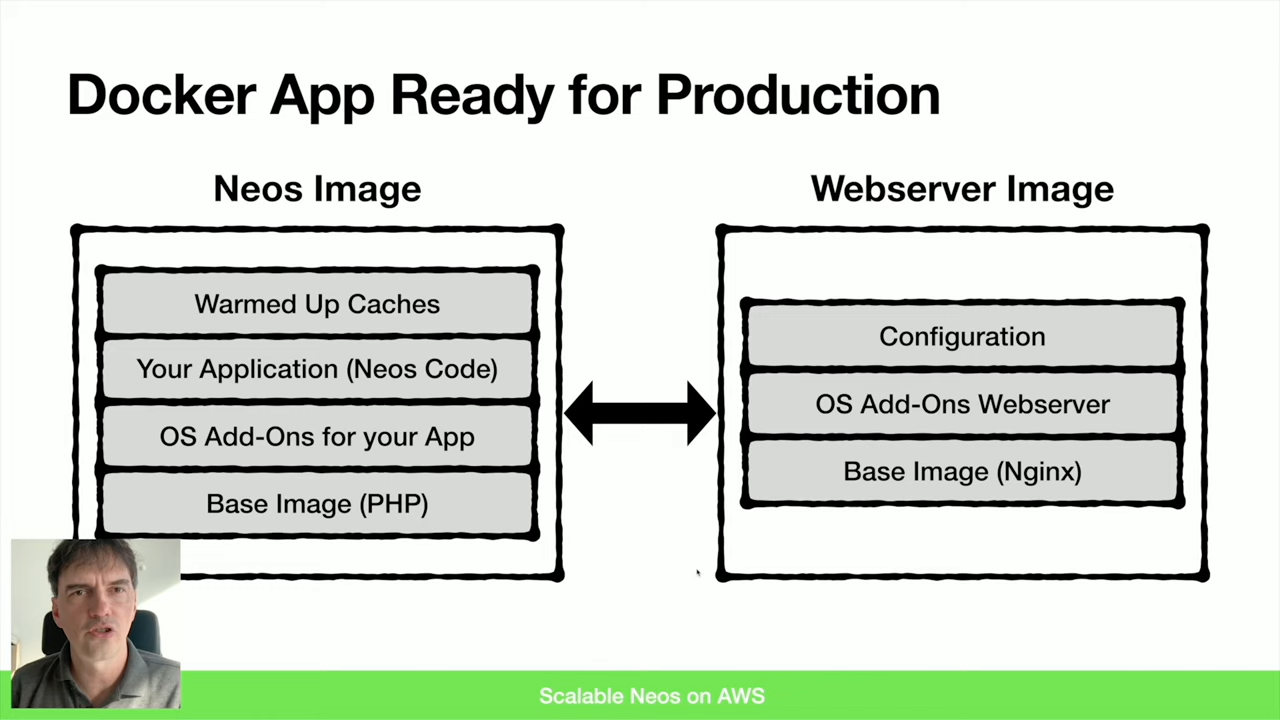 Docker App Ready for Production
Neos Image
Webserver Image
Warmed Up Caches
Your Application (Neos Code)
OS Add-Ons for your App
Base Image (PHP)
Configuration
OS Add-Ons Webserver
Base Image (Nginx)
Scalable Neos on AWS